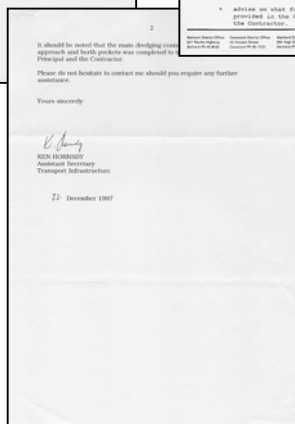 advise on what
provided in the
the Contractor.
2
It should be noted that the main dredging
approach and berth pockets was completed to
Principal and the Contractor.
Please do not hesitate to contact me should you require any further
assistance.
Yours sincerely
KEN HORNSBY
Assistant Secretary
Transport Infrastructure
22 December 1997